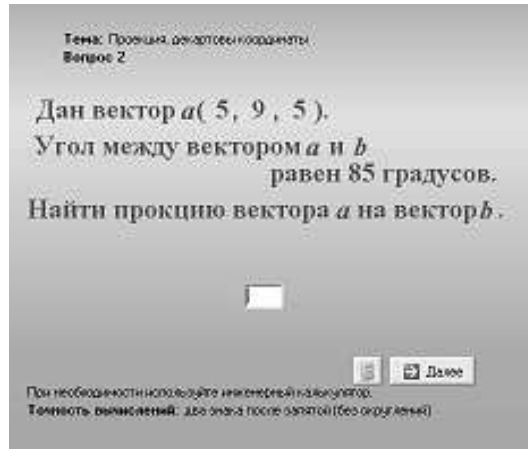 Тема: Проекция, декартовы координаты
Вопрос 2
Дан вектор a( 5, 9 , 5 ).
Угол между вектором a и b
равен 85 градусов.
Найти прокцию вектора a на вектор b .
Далее
При необходимости используйте инженерный калькулятор.
Точность вычислений: два знака после запятой (без округлений)